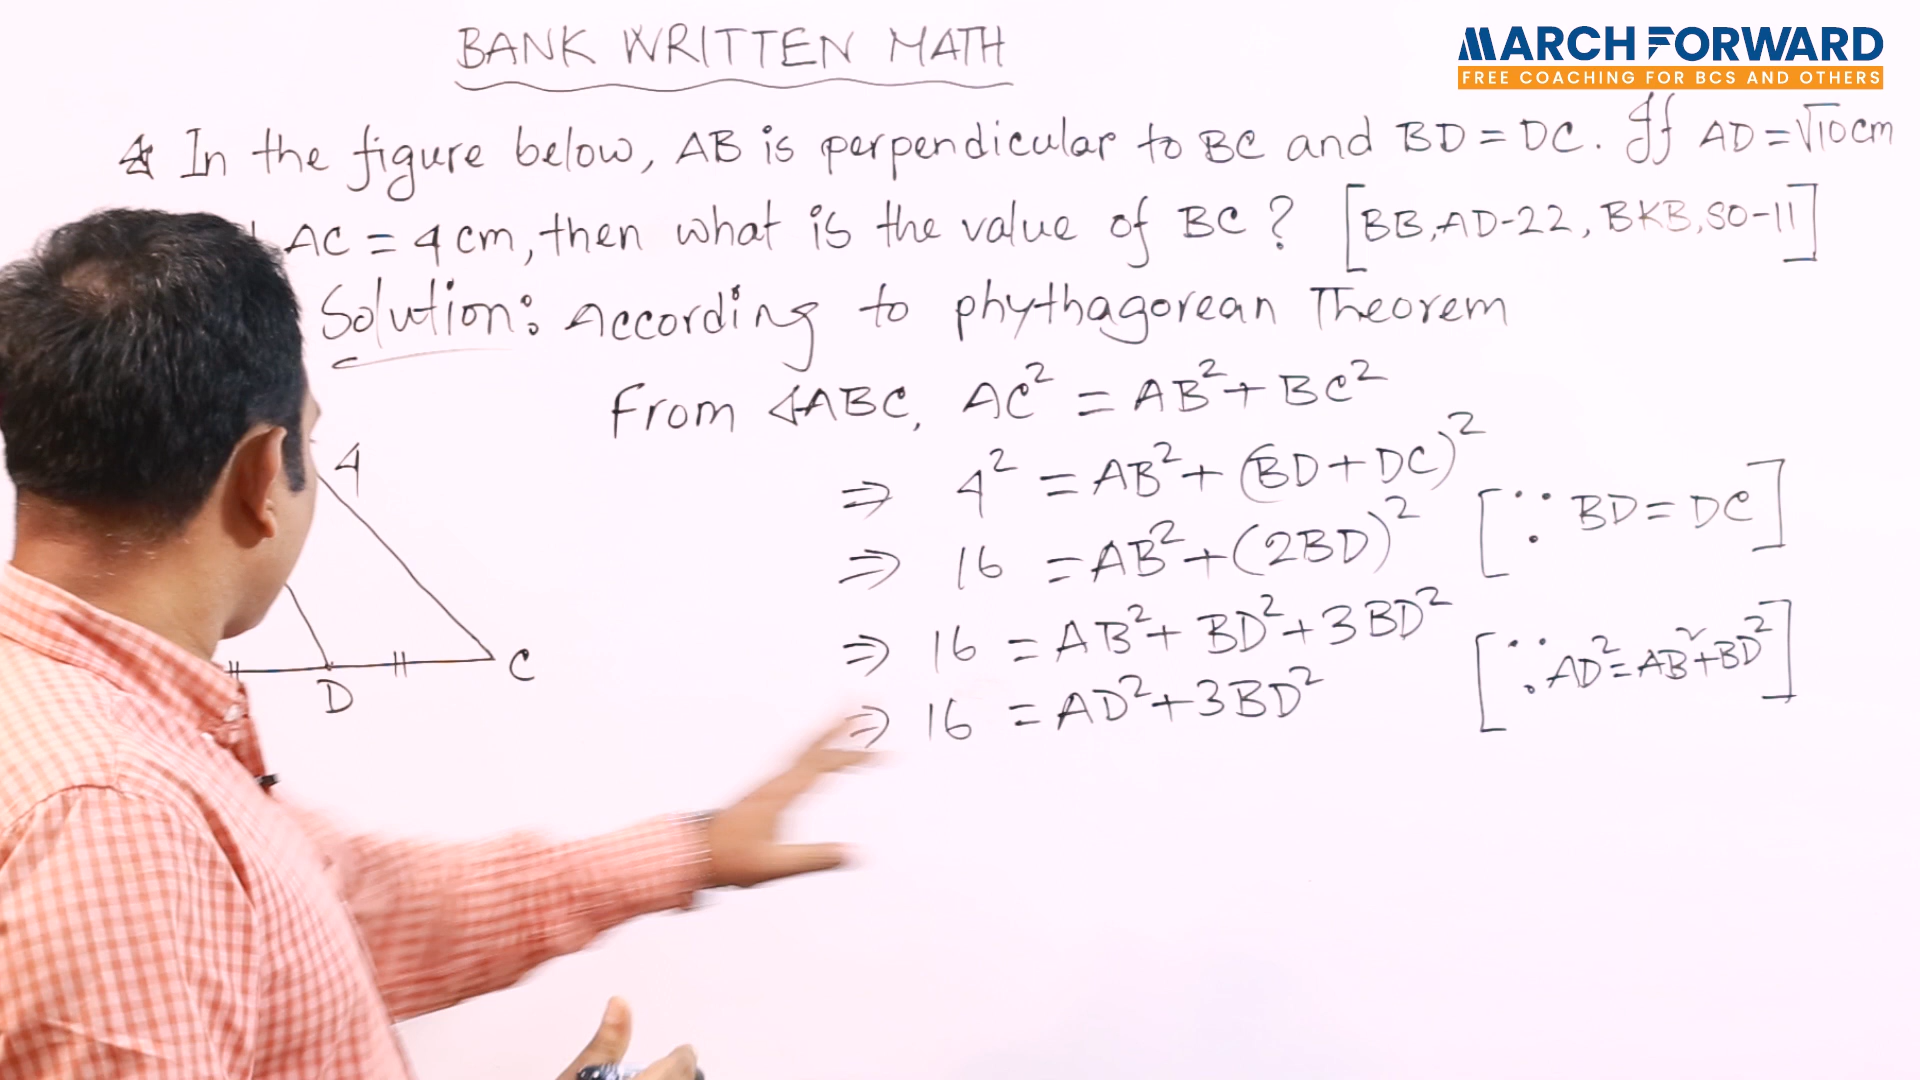 BANK WRITTEN MATH
MARCH FORWARD
FREE COACHING FOR BCS AND OTHERS
In the figure below, AB is perpendicular to BC and BD = DC. If AD = √10 cm
AC = 4 cm, then what is the value of BC? [BB, AD-22, BKB, SO-11]
Solution: According to phythagorean Theorem
From ∢ABC, AC² = AB² + BC²
⇒ 4² = AB² + (BD + DC)²
⇒ 16 = AB² + (2BD)² [∵ BD = DC]
⇒ 16 = AB² + BD² + 3BD²
⇒ 16 = AD² + 3BD² [∵ AD² = AB² + BD²]
4
D
C